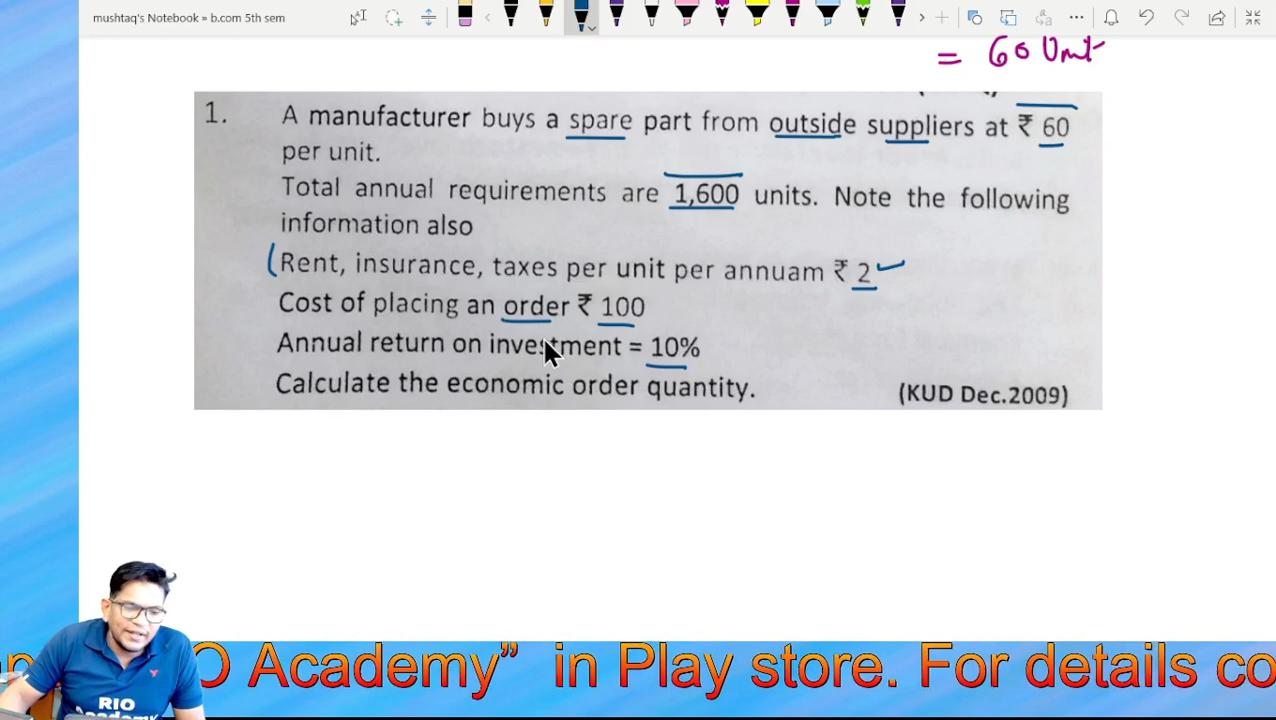 mushtaq's Notebook » b.com 5th sem
= 60 Unit
1. A manufacturer buys a spare part from outside suppliers at ₹ 60
per unit.
Total annual requirements are 1,600 units. Note the following
information also
(Rent, insurance, taxes per unit per annuam ₹ 2
Cost of placing an order ₹ 100
Annual return on investment = 10%
Calculate the economic order quantity. (KUD Dec.2009)
O Academy” in Play store. For details co
RIO
Academy